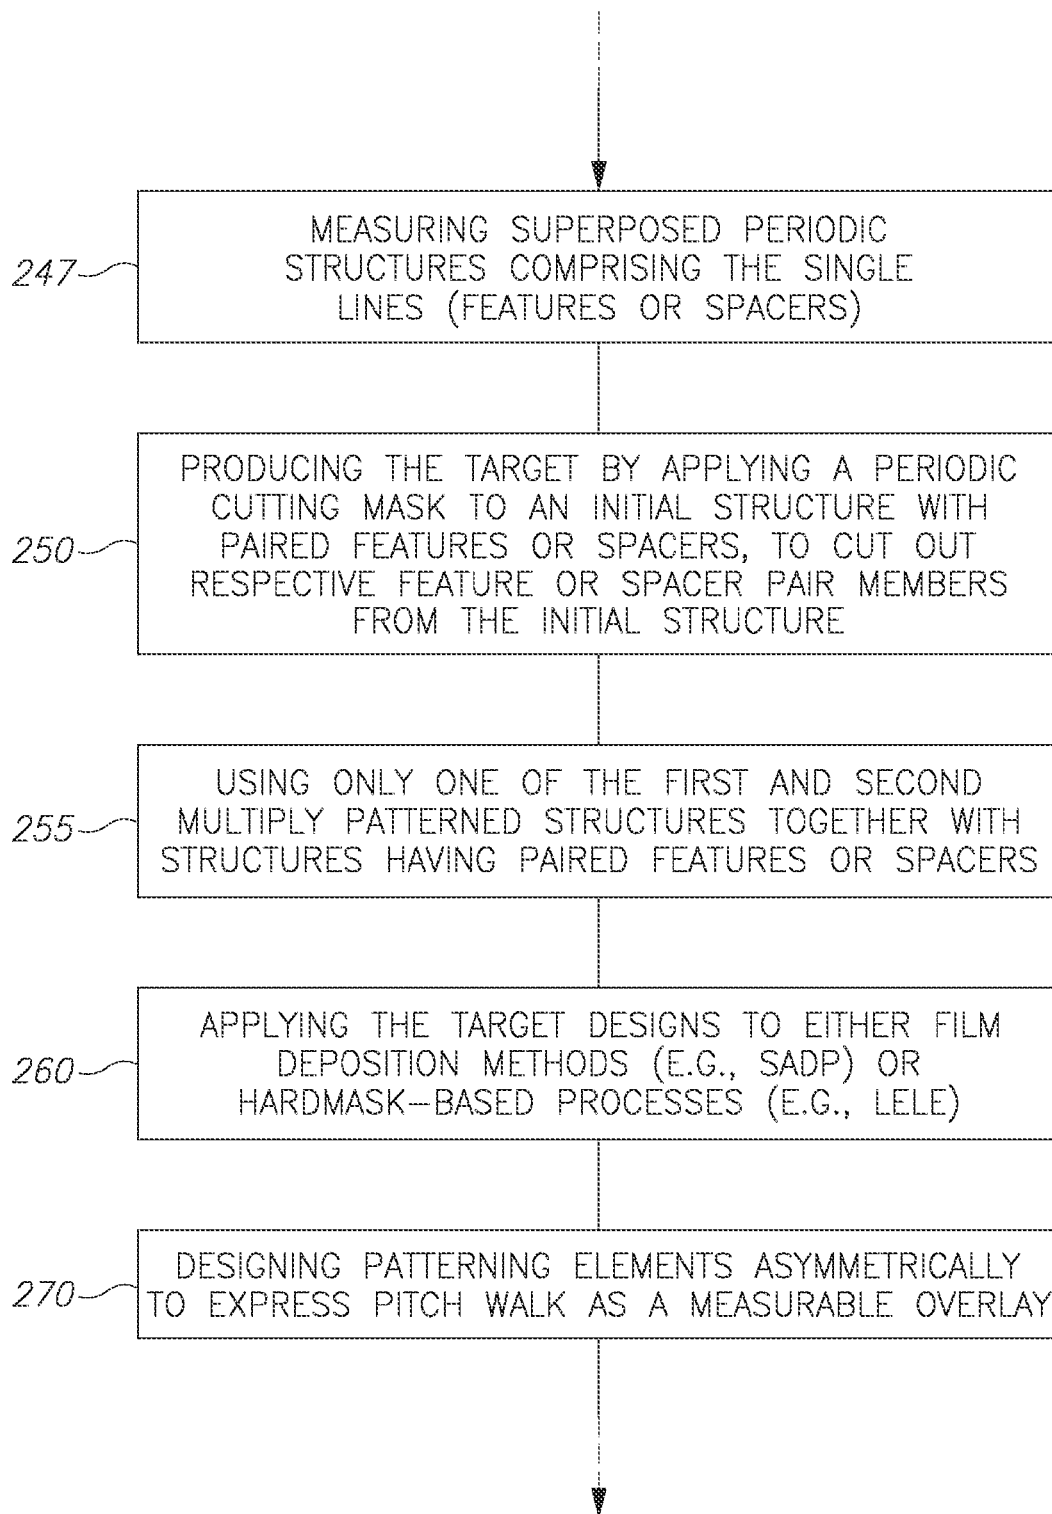 MEASURING SUPERPOSED PERIODIC
STRUCTURES COMPRISING THE SINGLE
LINES (FEATURES OR SPACERS)
247
PRODUCING THE TARGET BY APPLYING A PERIODIC
CUTTING MASK TO AN INITIAL STRUCTURE WITH
PAIRED FEATURES OR SPACERS, TO CUT OUT
RESPECTIVE FEATURE OR SPACER PAIR MEMBERS
FROM THE INITIAL STRUCTURE
250
USING ONLY ONE OF THE FIRST AND SECOND
MULTIPLY PATTERNED STRUCTURES TOGETHER WITH
STRUCTURES HAVING PAIRED FEATURES OR SPACERS
255
APPLYING THE TARGET DESIGNS TO EITHER FILM
DEPOSITION METHODS (E.G., SADP) OR
HARDMASK-BASED PROCESSES (E.G., LELE)
260
DESIGNING PATTERNING ELEMENTS ASYMMETRICALLY
TO EXPRESS PITCH WALK AS A MEASURABLE OVERLAY
270